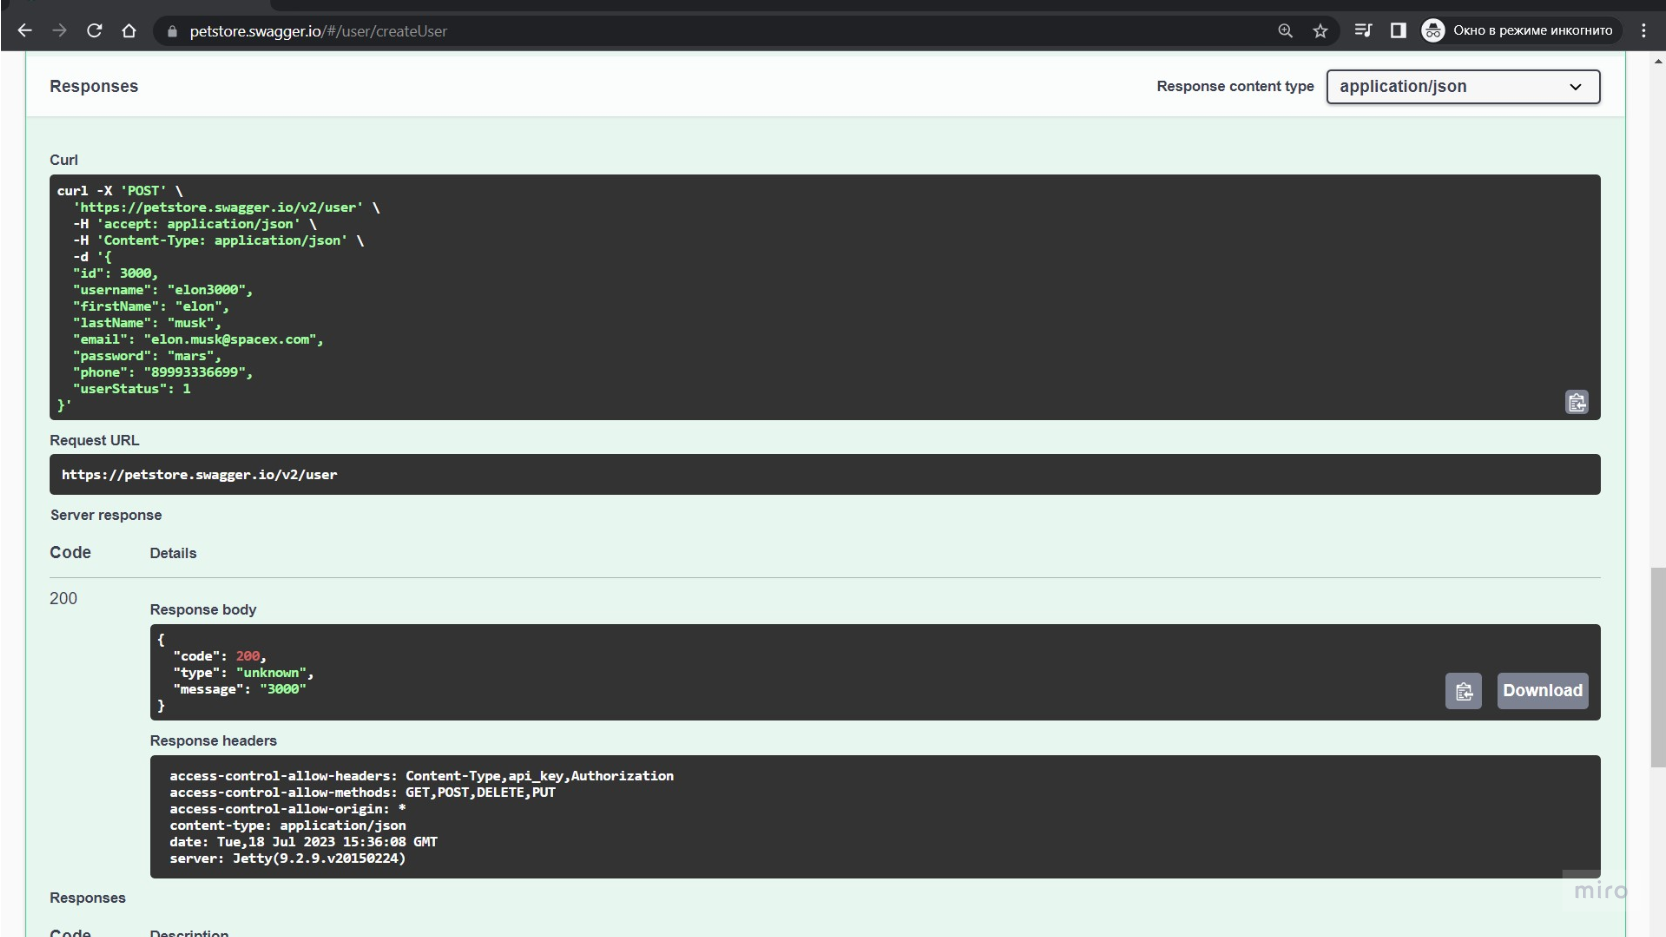 petstore.swagger.io/#/user/createUser
Окно в режиме инкогнито
Responses
Response content type
application/json
Curl
curl -X 'POST' \
'https://petstore.swagger.io/v2/user' \
-H 'accept: application/json' \
-H 'Content-Type: application/json' \
-d '{
"id": 3000,
"username": "elon3000",
"firstName": "elon",
"lastName": "musk",
"email": "elon.musk@spacex.com",
"password": "mars",
"phone": "89993336699",
"userStatus": 1
}'
Request URL
https://petstore.swagger.io/v2/user
Server response
Code Details
200
Response body
{
"code": 200,
"type": "unknown",
"message": "3000"
}
Download
Response headers
access-control-allow-headers: Content-Type,api_key,Authorization
access-control-allow-methods: GET,POST,DELETE,PUT
access-control-allow-origin: *
content-type: application/json
date: Tue,18 Jul 2023 15:36:08 GMT
server: Jetty(9.2.9.v20150224)
miro
Responses
Code Description